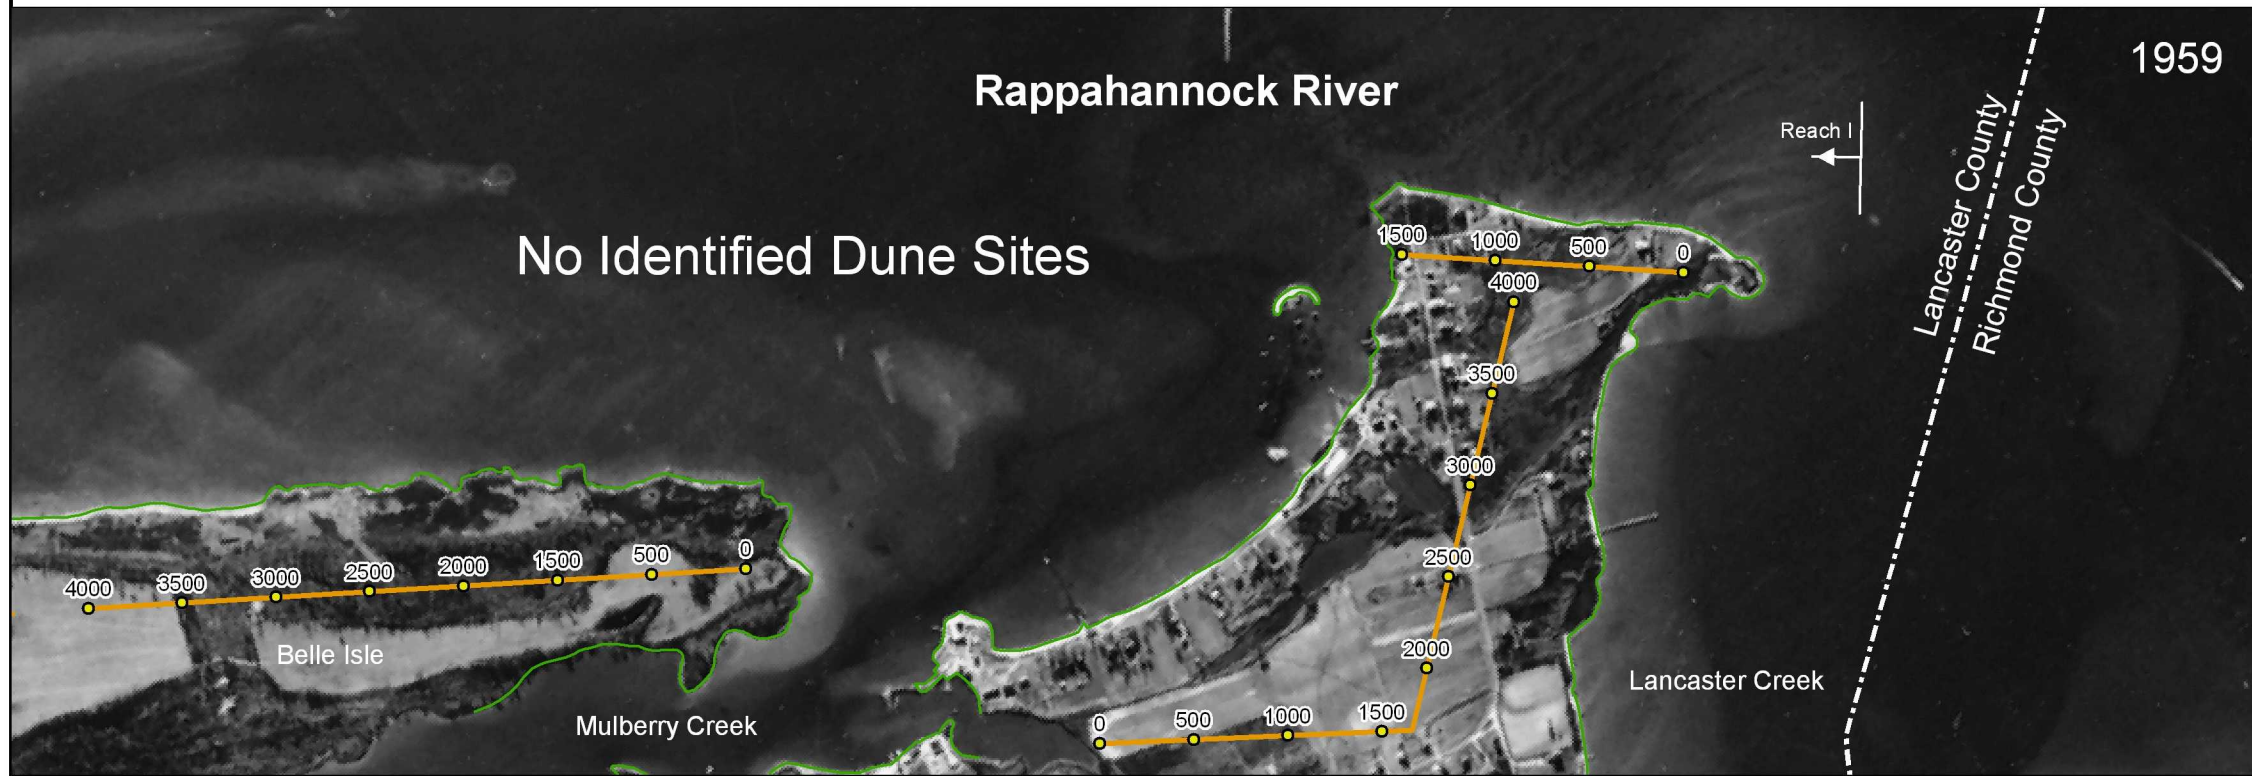 1959
Rappahannock River
Reach I
Lancaster County
Richmond County
No Identified Dune Sites
1500 1000 500 0
4000
3500
3000
2500
2000
0 500 1000 1500
4000 3500 3000 2500 2000 1500 500 0
Belle Isle
Mulberry Creek
Lancaster Creek